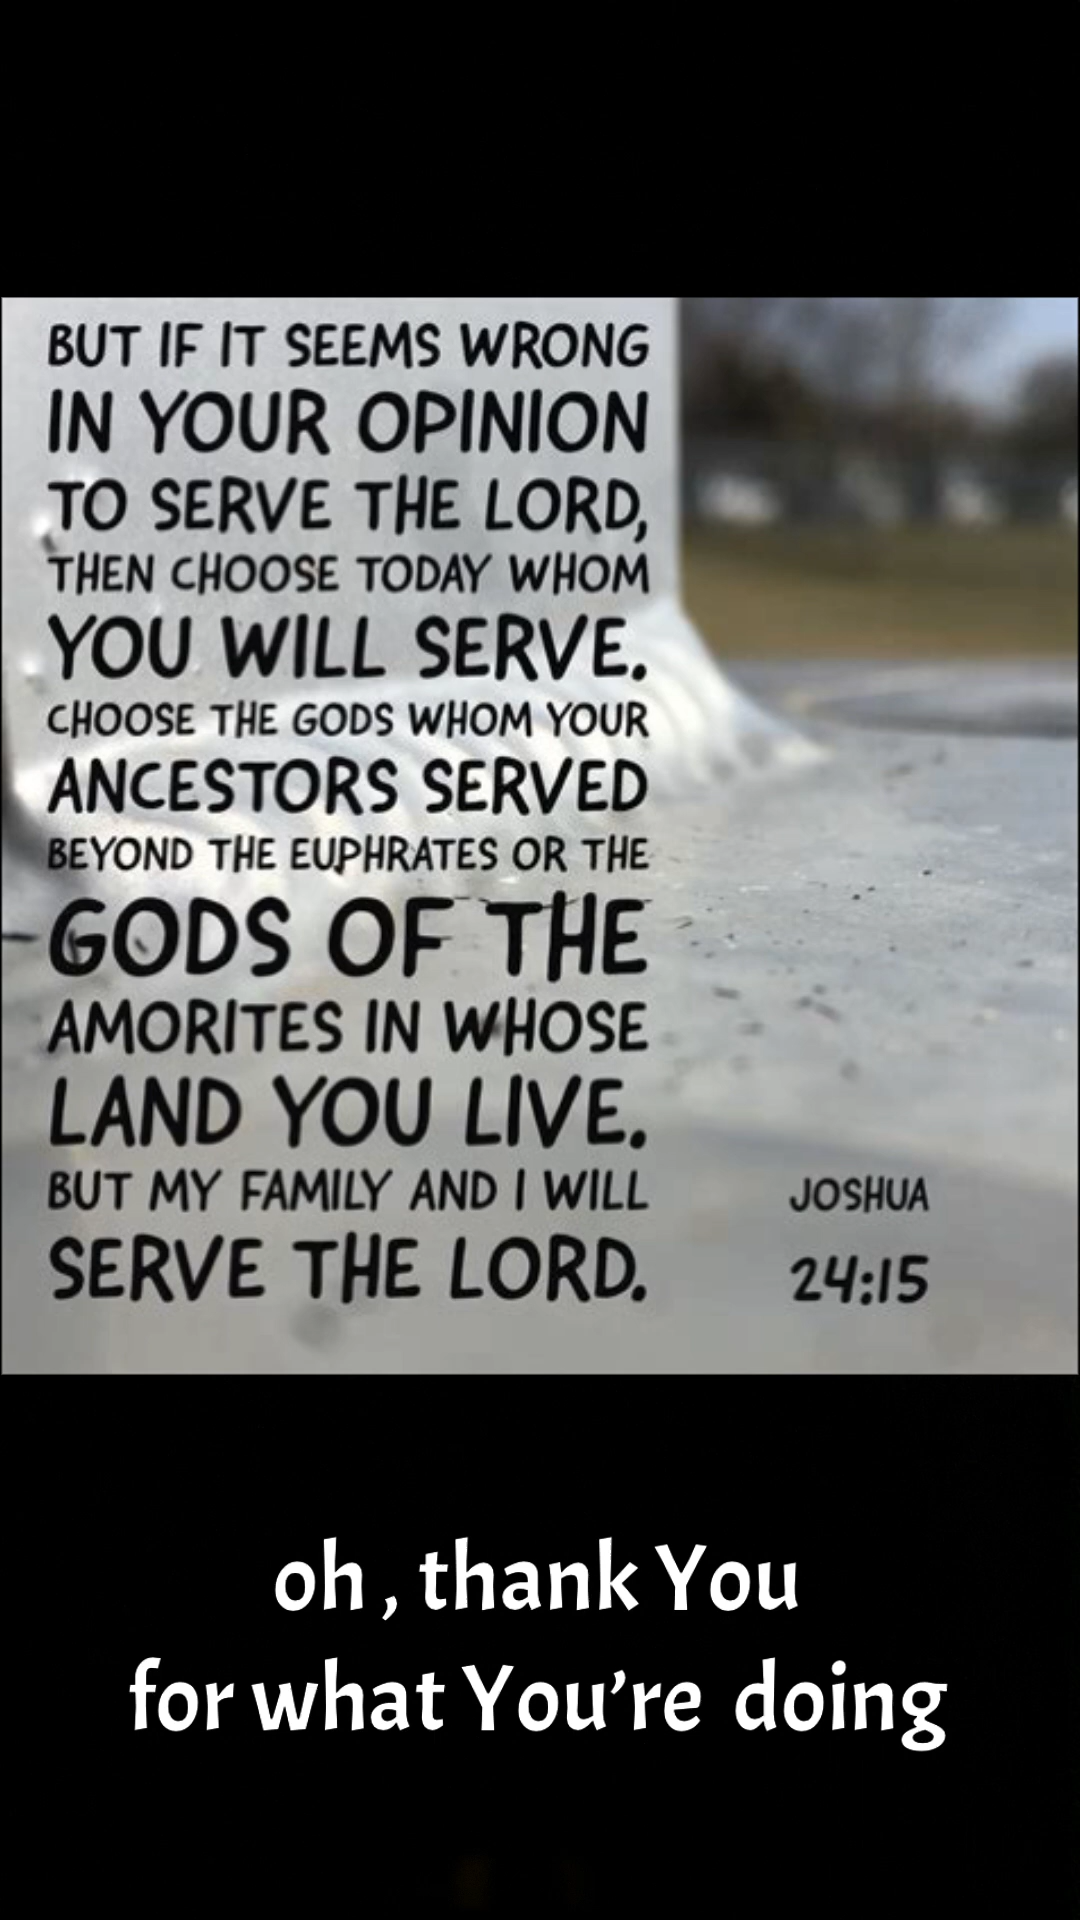 BUT IF IT SEEMS WRONG
IN YOUR OPINION
TO SERVE THE LORD,
THEN CHOOSE TODAY WHOM
YOU WILL SERVE.
CHOOSE THE GODS WHOM YOUR
ANCESTORS SERVED
BEYOND THE EUPHRATES OR THE
GODS OF THE
AMORITES IN WHOSE
LAND YOU LIVE.
BUT MY FAMILY AND I WILL
SERVE THE LORD.
JOSHUA
24:15
oh, thank You
for what You’re doing